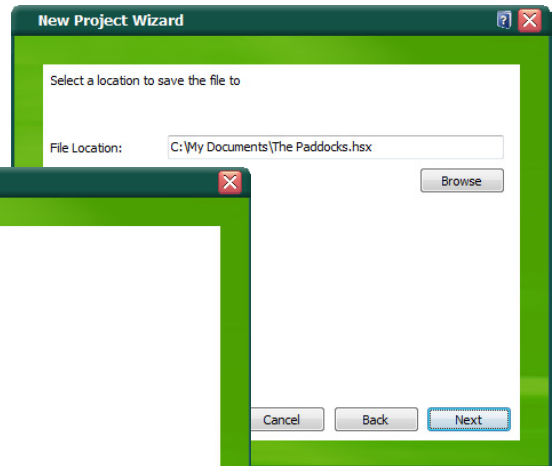 New Project Wizard
Select a location to save the file to
File Location: C:\My Documents\The Paddocks.hsx
Browse
Cancel Back Next